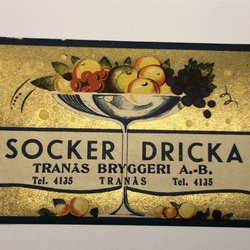 SOCKER DRICKA
TRANÅS BRYGGERI A.-B.
Tel. 4135 TRANÅS Tel. 4135